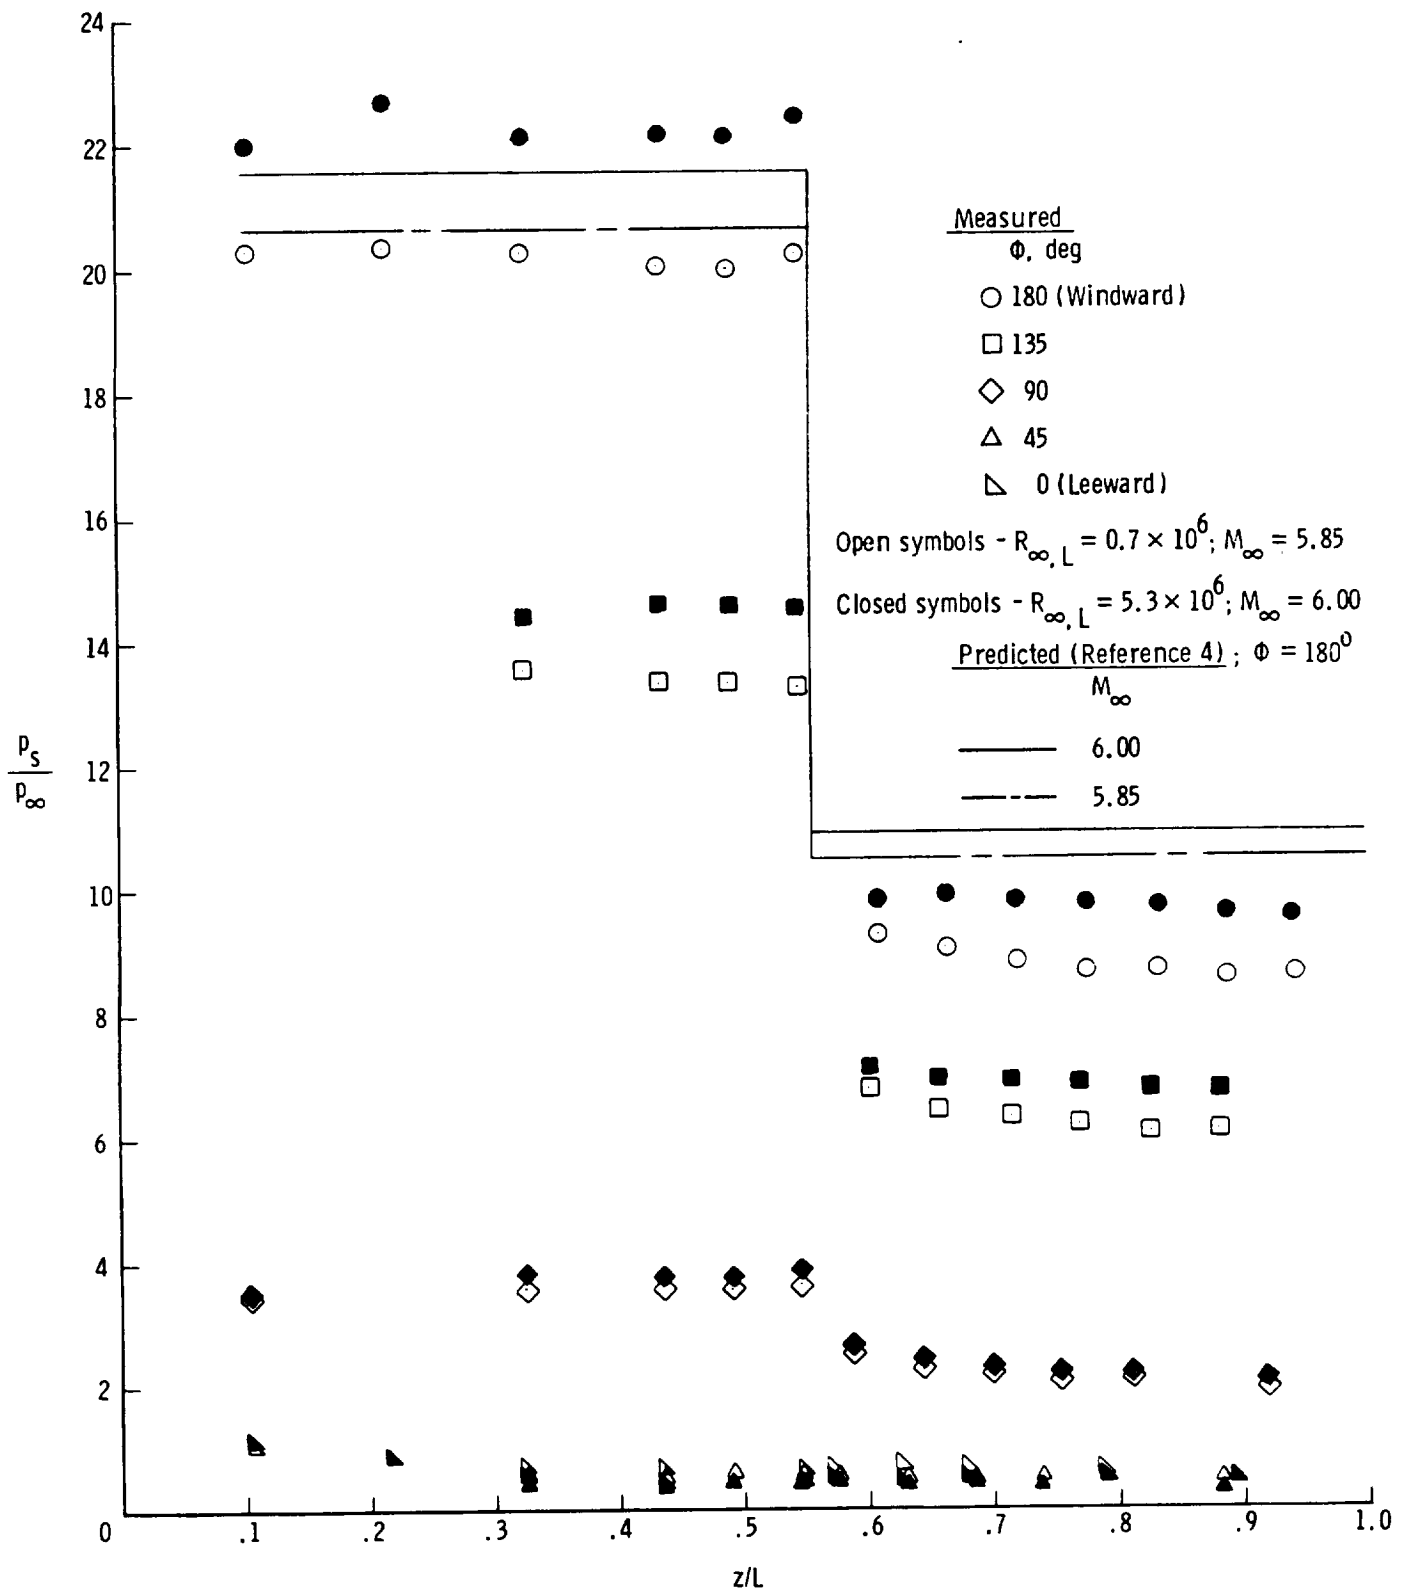 24
22
20
18
16
14
12
10
8
6
4
2
0
p_s
p_∞
Measured
Φ, deg
180 (Windward)
135
90
45
0 (Leeward)
Open symbols - R_∞, L = 0.7 × 10^6; M_∞ = 5.85
Closed symbols - R_∞, L = 5.3 × 10^6; M_∞ = 6.00
Predicted (Reference 4) ; Φ = 180^0
M_∞
6.00
5.85
.1 .2 .3 .4 .5 .6 .7 .8 .9 1.0
z/L